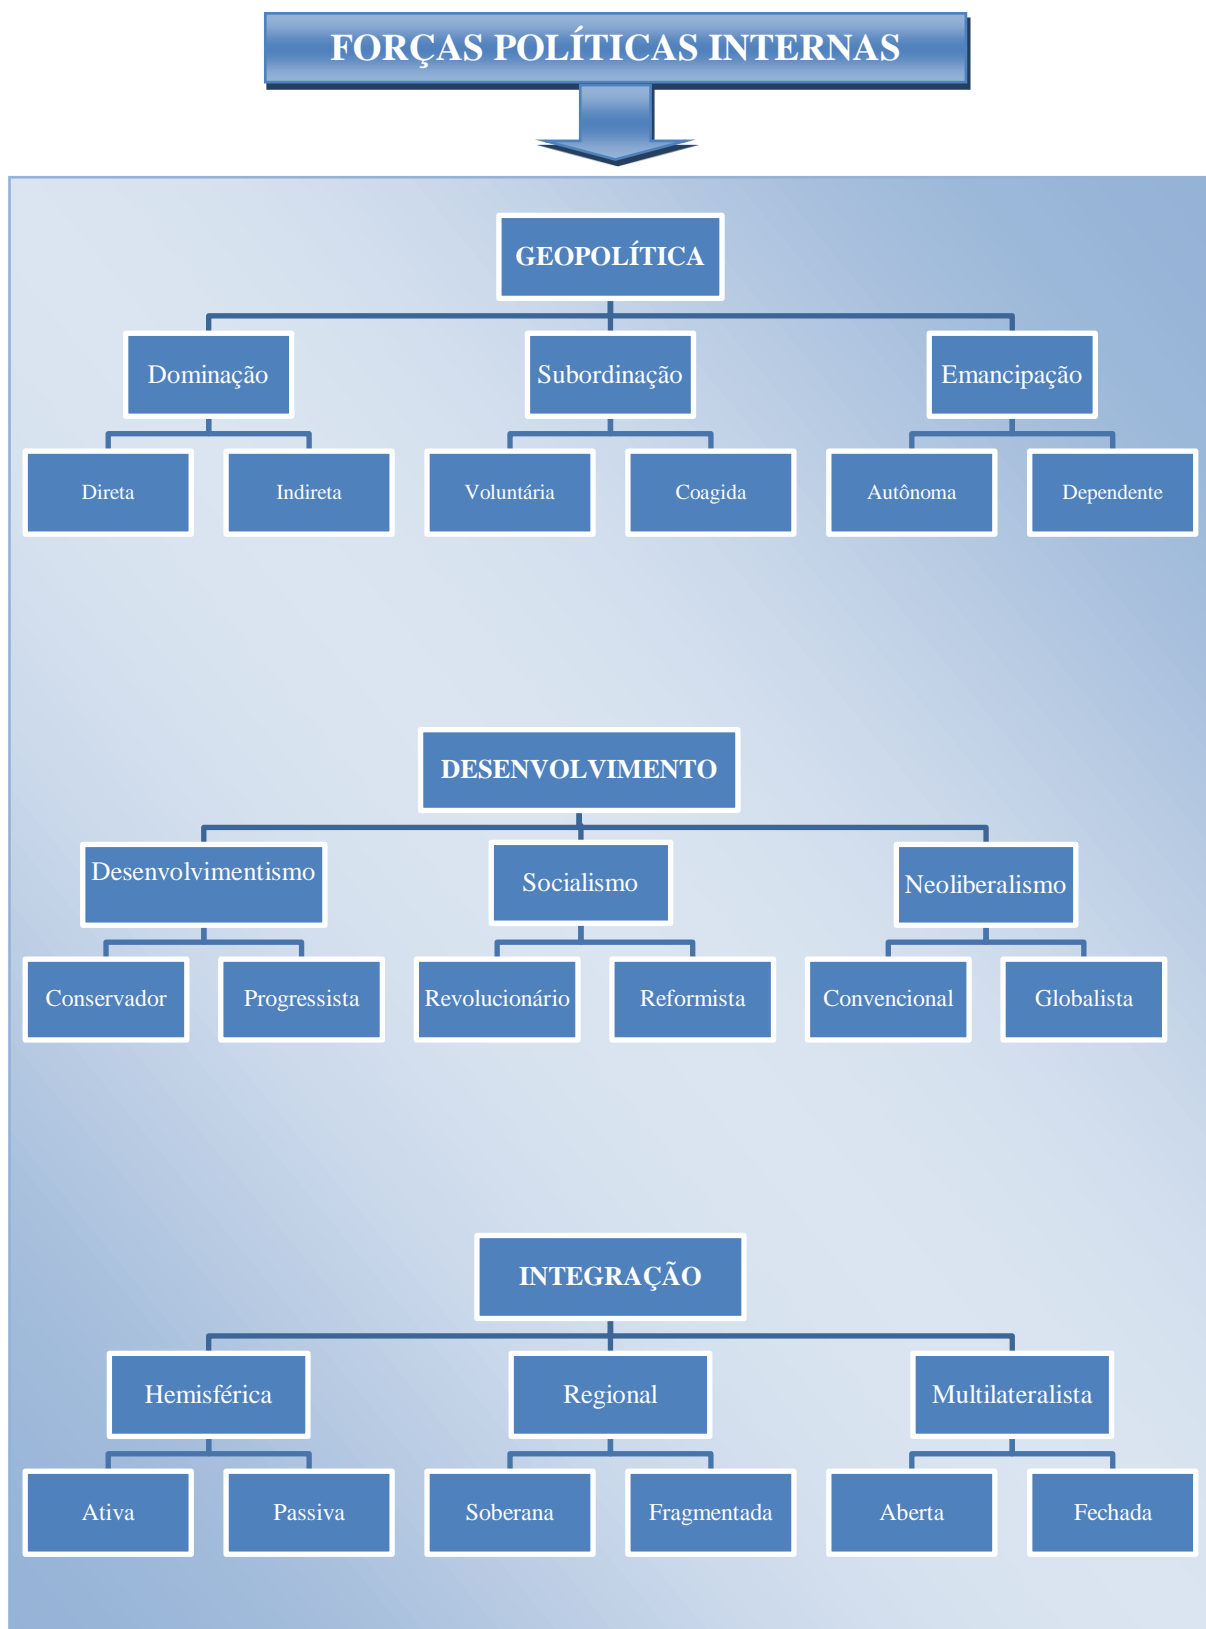 FORÇAS POLÍTICAS INTERNAS
GEOPOLÍTICA
Dominação
Subordinação
Emancipação
Direta
Indireta
Voluntária
Coagida
Autônoma
Dependente
DESENVOLVIMENTO
Desenvolvimentismo
Socialismo
Neoliberalismo
Conservador
Progressista
Revolucionário
Reformista
Convencional
Globalista
INTEGRAÇÃO
Hemisférica
Regional
Multilateralista
Ativa
Passiva
Soberana
Fragmentada
Aberta
Fechada